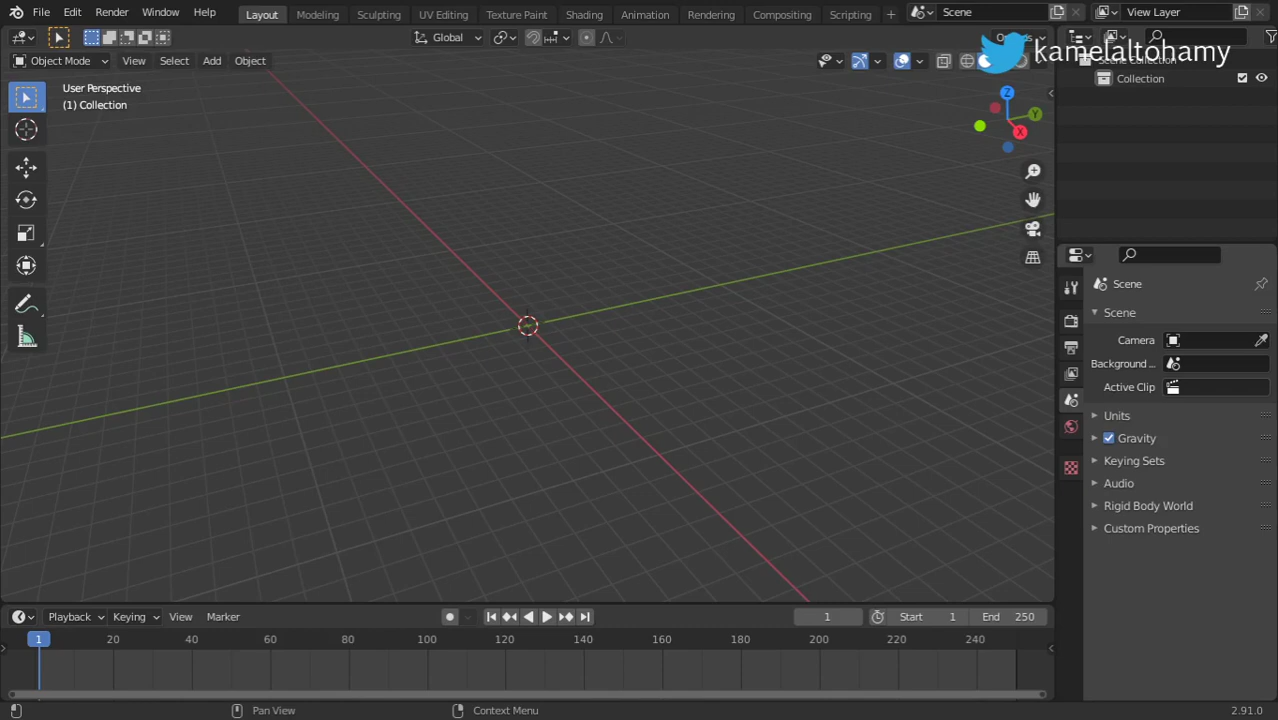 File Edit Render Window Help Layout Modeling Sculpting UV Editing Texture Paint Shading Animation Rendering Compositing Scripting + Scene View Layer
Global
kamelaltohamy
Object Mode View Select Add Object
User Perspective
(1) Collection
Z
Y
X
Collection
Scene
Scene
Camera
Background ...
Active Clip
Units
Gravity
Keying Sets
Audio
Rigid Body World
Custom Properties
Playback Keying View Marker 1 Start 1 End 250
1 20 40 60 80 100 120 140 160 180 200 220 240
Pan View Context Menu 2.91.0